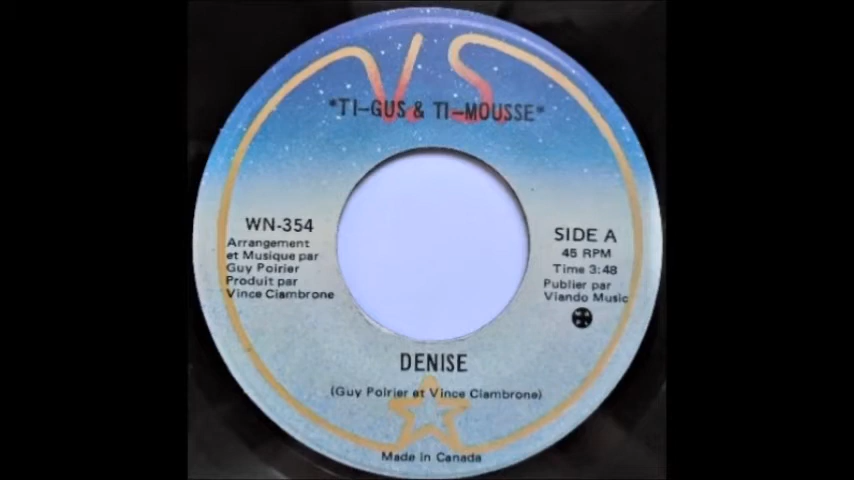 VS
"TI-GUS & TI-MOUSSE"
WN-354
Arrangement
et Musique par
Guy Poirier
Produit par
Vince Ciambrone
SIDE A
45 RPM
Time 3:48
Publier par
Viando Music
DENISE
(Guy Poirier et Vince Ciambrone)
Made in Canada